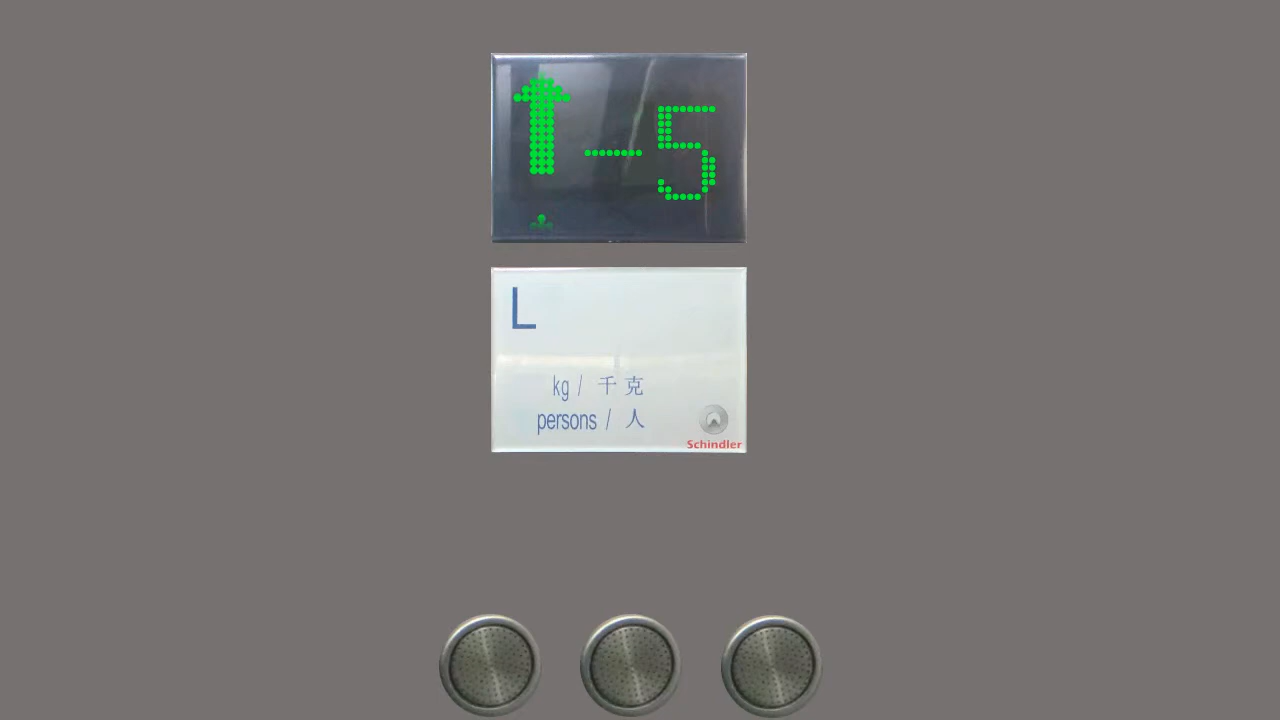 -5
L
kg / 千克
persons / 人
Schindler